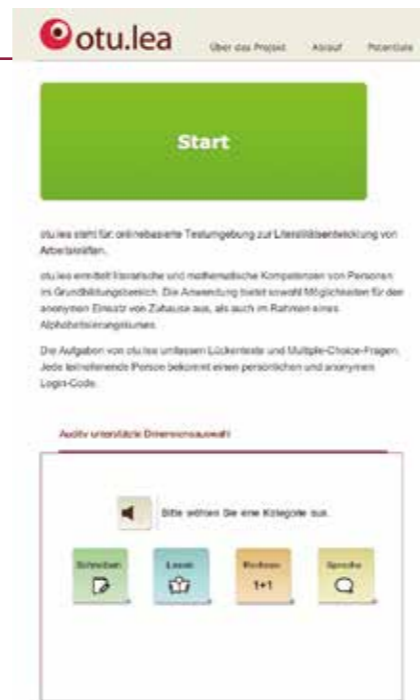 otu.lea
Über das Projekt Ablauf Potentiale
Start
otu.lea steht für: onlinebasierte Testumgebung zur Literalitätsentwicklung von
Arbeitskräften.
otu.lea ermittelt literarische und mathematische Kompetenzen von Personen
im Grundbildungsbereich. Die Anwendung bietet sowohl Möglichkeiten für den
anonymen Einsatz von Zuhause aus, als auch im Rahmen eines
Alphabetisierungskurses.
Die Aufgaben von otu.lea umfassen Lückentexte und Multiple-Choice-Fragen.
Jede teilnehmende Person bekommt einen persönlichen und anonymen
Login-Code.
Auditiv unterstützte Dimensionsauswahl
Bitte wählen Sie eine Kategorie aus.
Schreiben Lesen Rechnen Sprache
1+1